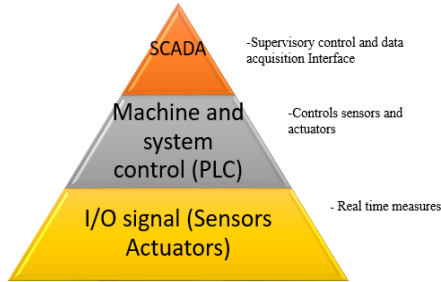 SCADA
-Supervisory control and data
acquisition Interface
Machine and
system
control (PLC)
-Controls sensors and
actuators
I/O signal (Sensors
Actuators)
- Real time measures